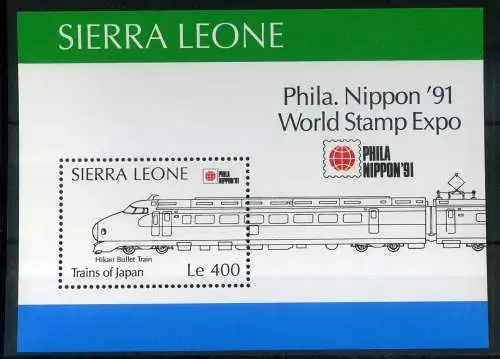 SIERRA LEONE
Phila. Nippon '91
World Stamp Expo
PHILA
NIPPON'91
SIERRA LEONE
PHILA
NIPPON'91
Hikari Bullet Train
Trains of Japan
Le 400